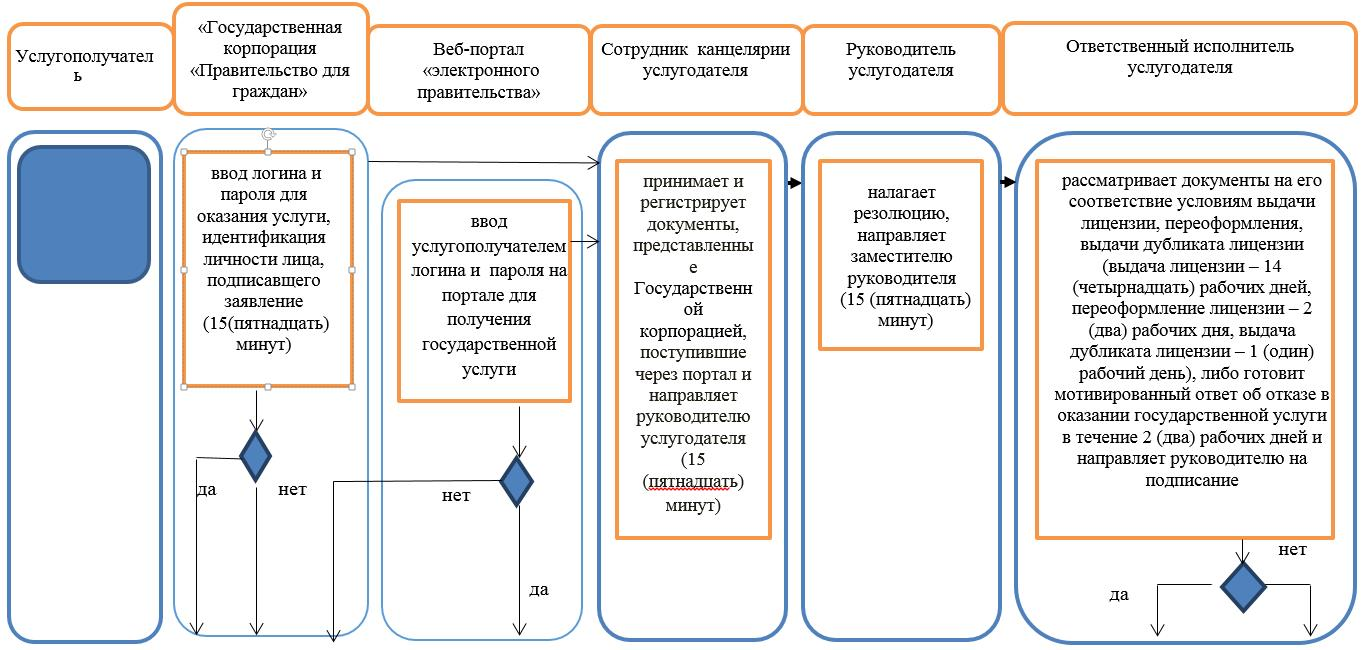 Услугополучател
ь
«Государственная
корпорация
«Правительство для
граждан»
Веб-портал
«электронного
правительства»
Сотрудник канцелярии
услугодателя
Руководитель
услугодателя
Ответственный исполнитель
услугодателя
ввод логина и
пароля для
оказания услуги,
идентификация
личности лица,
подписавщего
заявление
(15(пятнадцать)
минут)
да
нет
ввод
услугополучателем
логина и пароля на
портале для
получения
государственной
услуги
нет
да
принимает и
регистрирует
документы,
представленны
е
Государственн
ой
корпорацией,
поступившие
через портал и
направляет
руководителю
услугодателя
(15
(пятнадцать)
минут)
налагает
резолюцию,
направляет
заместителю
руководителя
(15 (пятнадцать)
минут)
рассматривает документы на его
соответствие условиям выдачи
лицензии, переоформления,
выдачи дубликата лицензии
(выдача лицензии – 14
(четырнадцать) рабочих дней,
переоформление лицензии – 2
(два) рабочих дня, выдача
дубликата лицензии – 1 (один)
рабочий день), либо готовит
мотивированный ответ об отказе в
оказании государственной услуги
в течение 2 (два) рабочих дней и
направляет руководителю на
подписание
нет
да